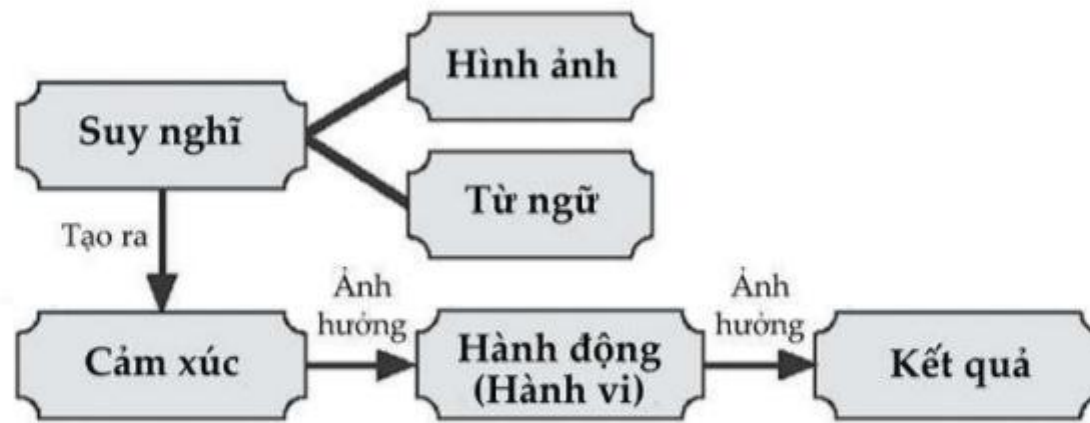 Hình ảnh
Suy nghĩ
Từ ngữ
Tạo ra
Ảnh
hưởng
Ảnh
hưởng
Cảm xúc
Hành động
(Hành vi)
Kết quả